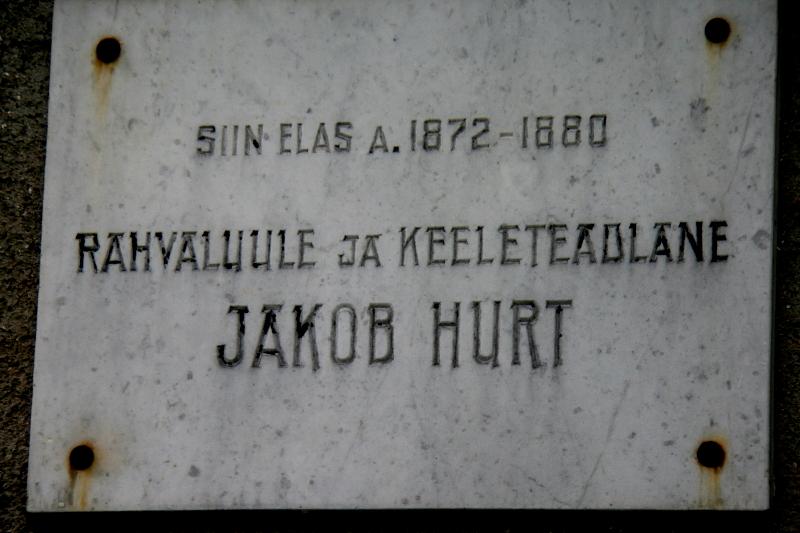 SIIN ELAS A. 1872-1880
RAHVALUULE JA KEELETEADLANE
JAKOB HURT